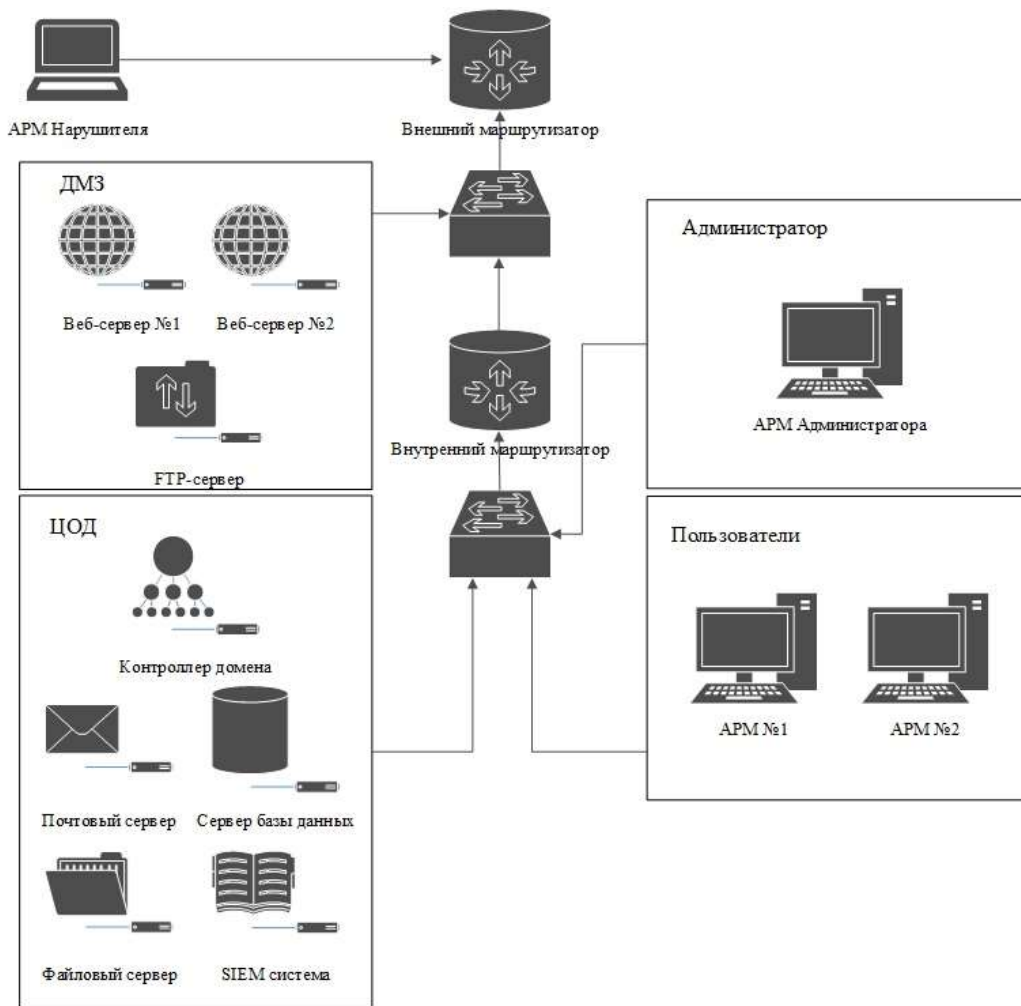 АРМ Нарушителя
Внешний маршрутизатор
ДМЗ
Веб-сервер №1
Веб-сервер №2
FTP-сервер
Администратор
АРМ Администратора
Внутренний маршрутизатор
ЦОД
Контроллер домена
Почтовый сервер
Сервер базы данных
Файловый сервер
SIEM система
Пользователи
АРМ №1
АРМ №2